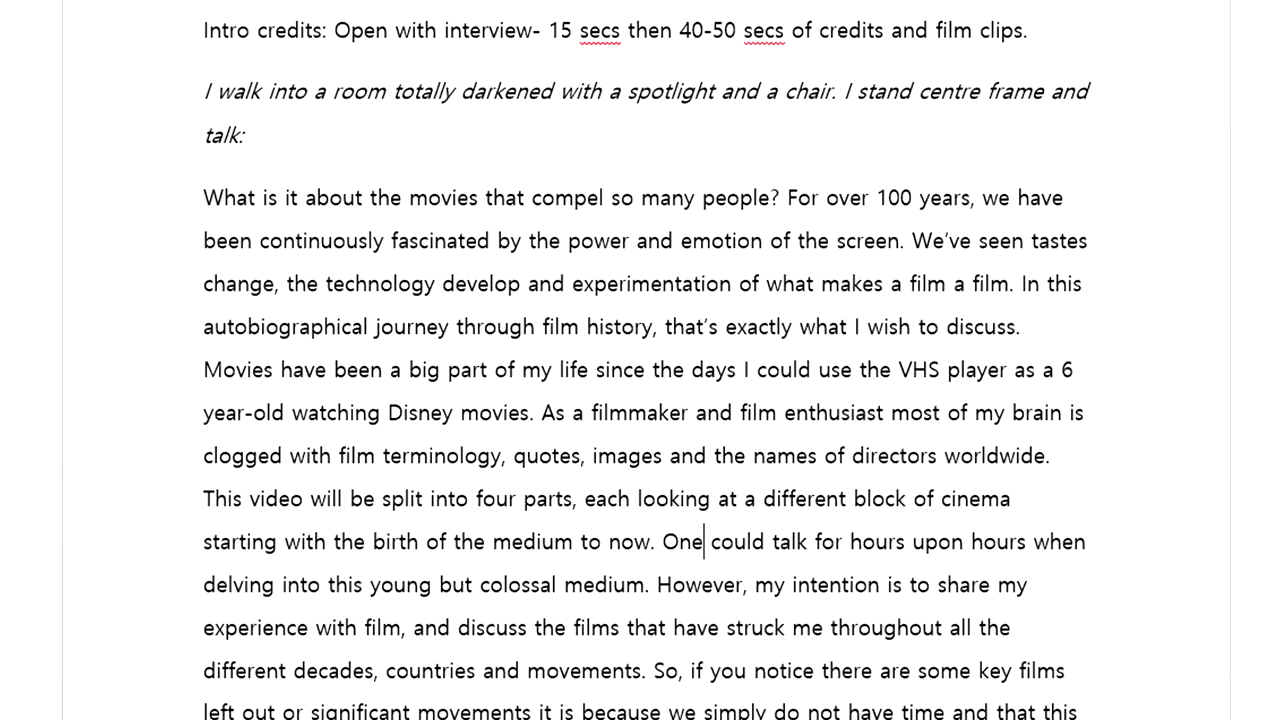 Intro credits: Open with interview- 15 secs then 40-50 secs of credits and film clips.
I walk into a room totally darkened with a spotlight and a chair. I stand centre frame and
talk:
What is it about the movies that compel so many people? For over 100 years, we have
been continuously fascinated by the power and emotion of the screen. We’ve seen tastes
change, the technology develop and experimentation of what makes a film a film. In this
autobiographical journey through film history, that’s exactly what I wish to discuss.
Movies have been a big part of my life since the days I could use the VHS player as a 6
year-old watching Disney movies. As a filmmaker and film enthusiast most of my brain is
clogged with film terminology, quotes, images and the names of directors worldwide.
This video will be split into four parts, each looking at a different block of cinema
starting with the birth of the medium to now. One could talk for hours upon hours when
delving into this young but colossal medium. However, my intention is to share my
experience with film, and discuss the films that have struck me throughout all the
different decades, countries and movements. So, if you notice there are some key films
left out or significant movements it is because we simply do not have time and that this